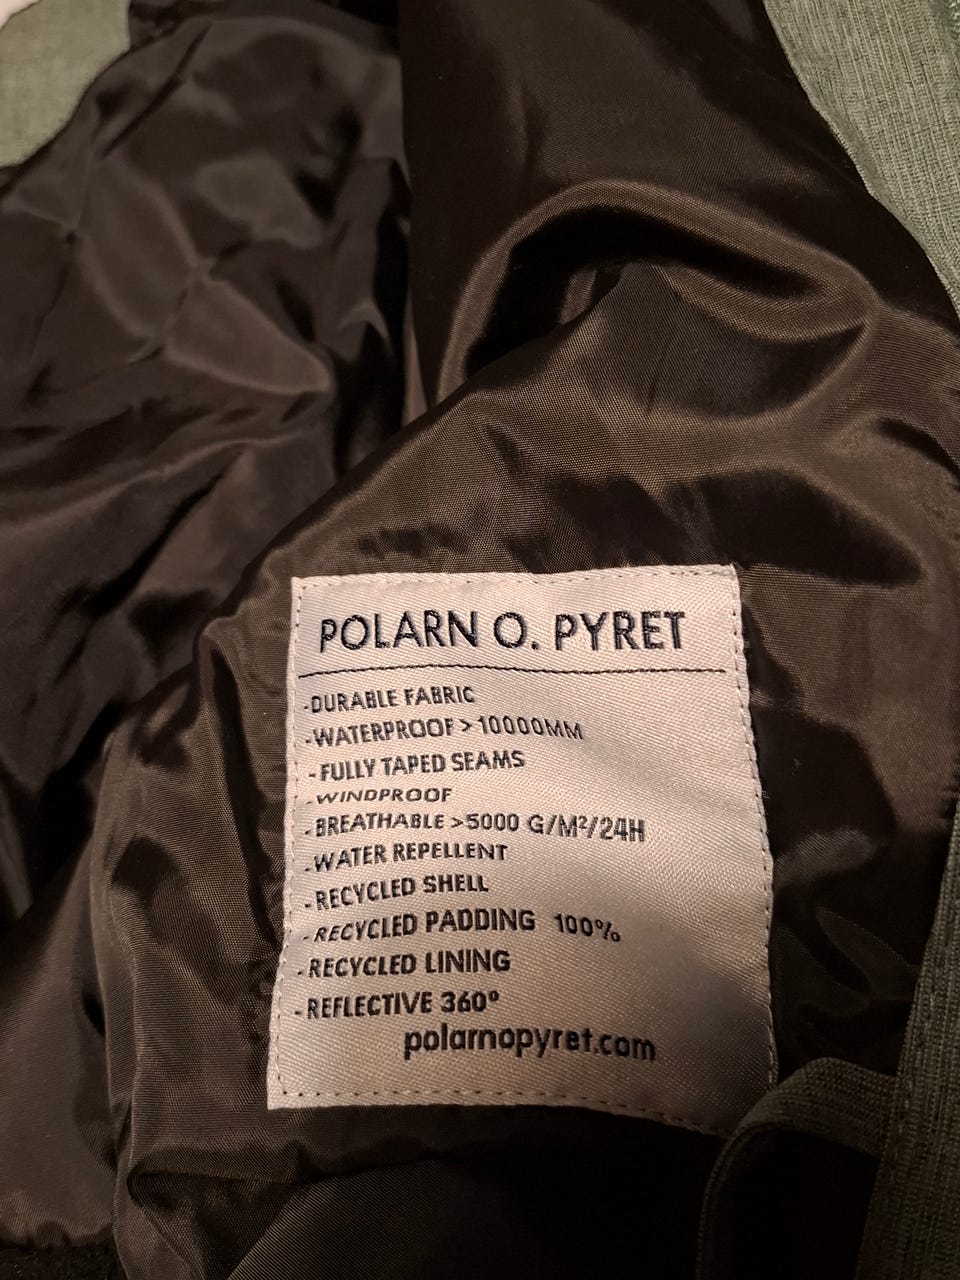 POLARN O. PYRET
-DURABLE FABRIC
-WATERPROOF >10000MM
-FULLY TAPED SEAMS
-WINDPROOF
-BREATHABLE >5000 G/M²/24H
-WATER REPELLENT
-RECYCLED SHELL
-RECYCLED PADDING 100%
-RECYCLED LINING
-REFLECTIVE 360°
polarnopyret.com